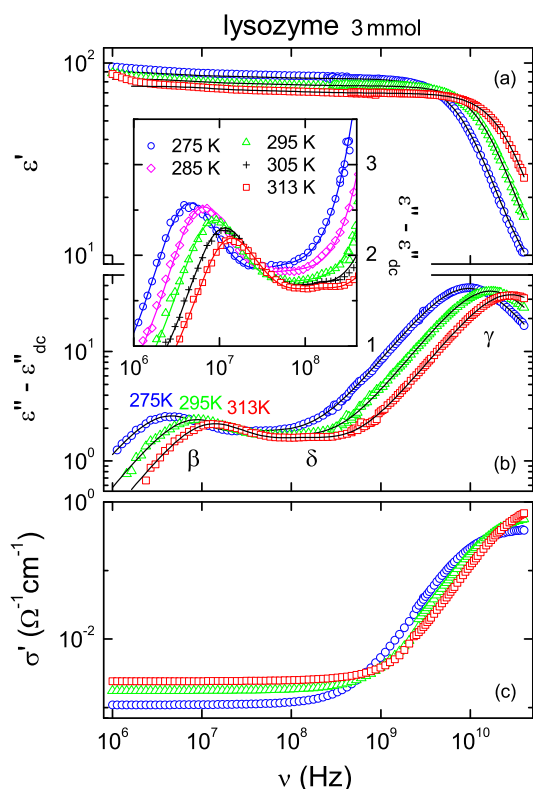 lysozyme 3 mmol
10²
(a)
ε'
10¹
275 K
285 K
295 K
305 K
313 K
3
2
1
ε'' - ε''dc
10⁶ 10⁷ 10⁸
ε'' - ε''dc
10¹
10⁰
275K 295K 313K
β
δ
γ
(b)
10⁰
σ' (Ω⁻¹cm⁻¹)
10⁻²
(c)
10⁶ 10⁷ 10⁸ 10⁹ 10¹⁰
ν (Hz)